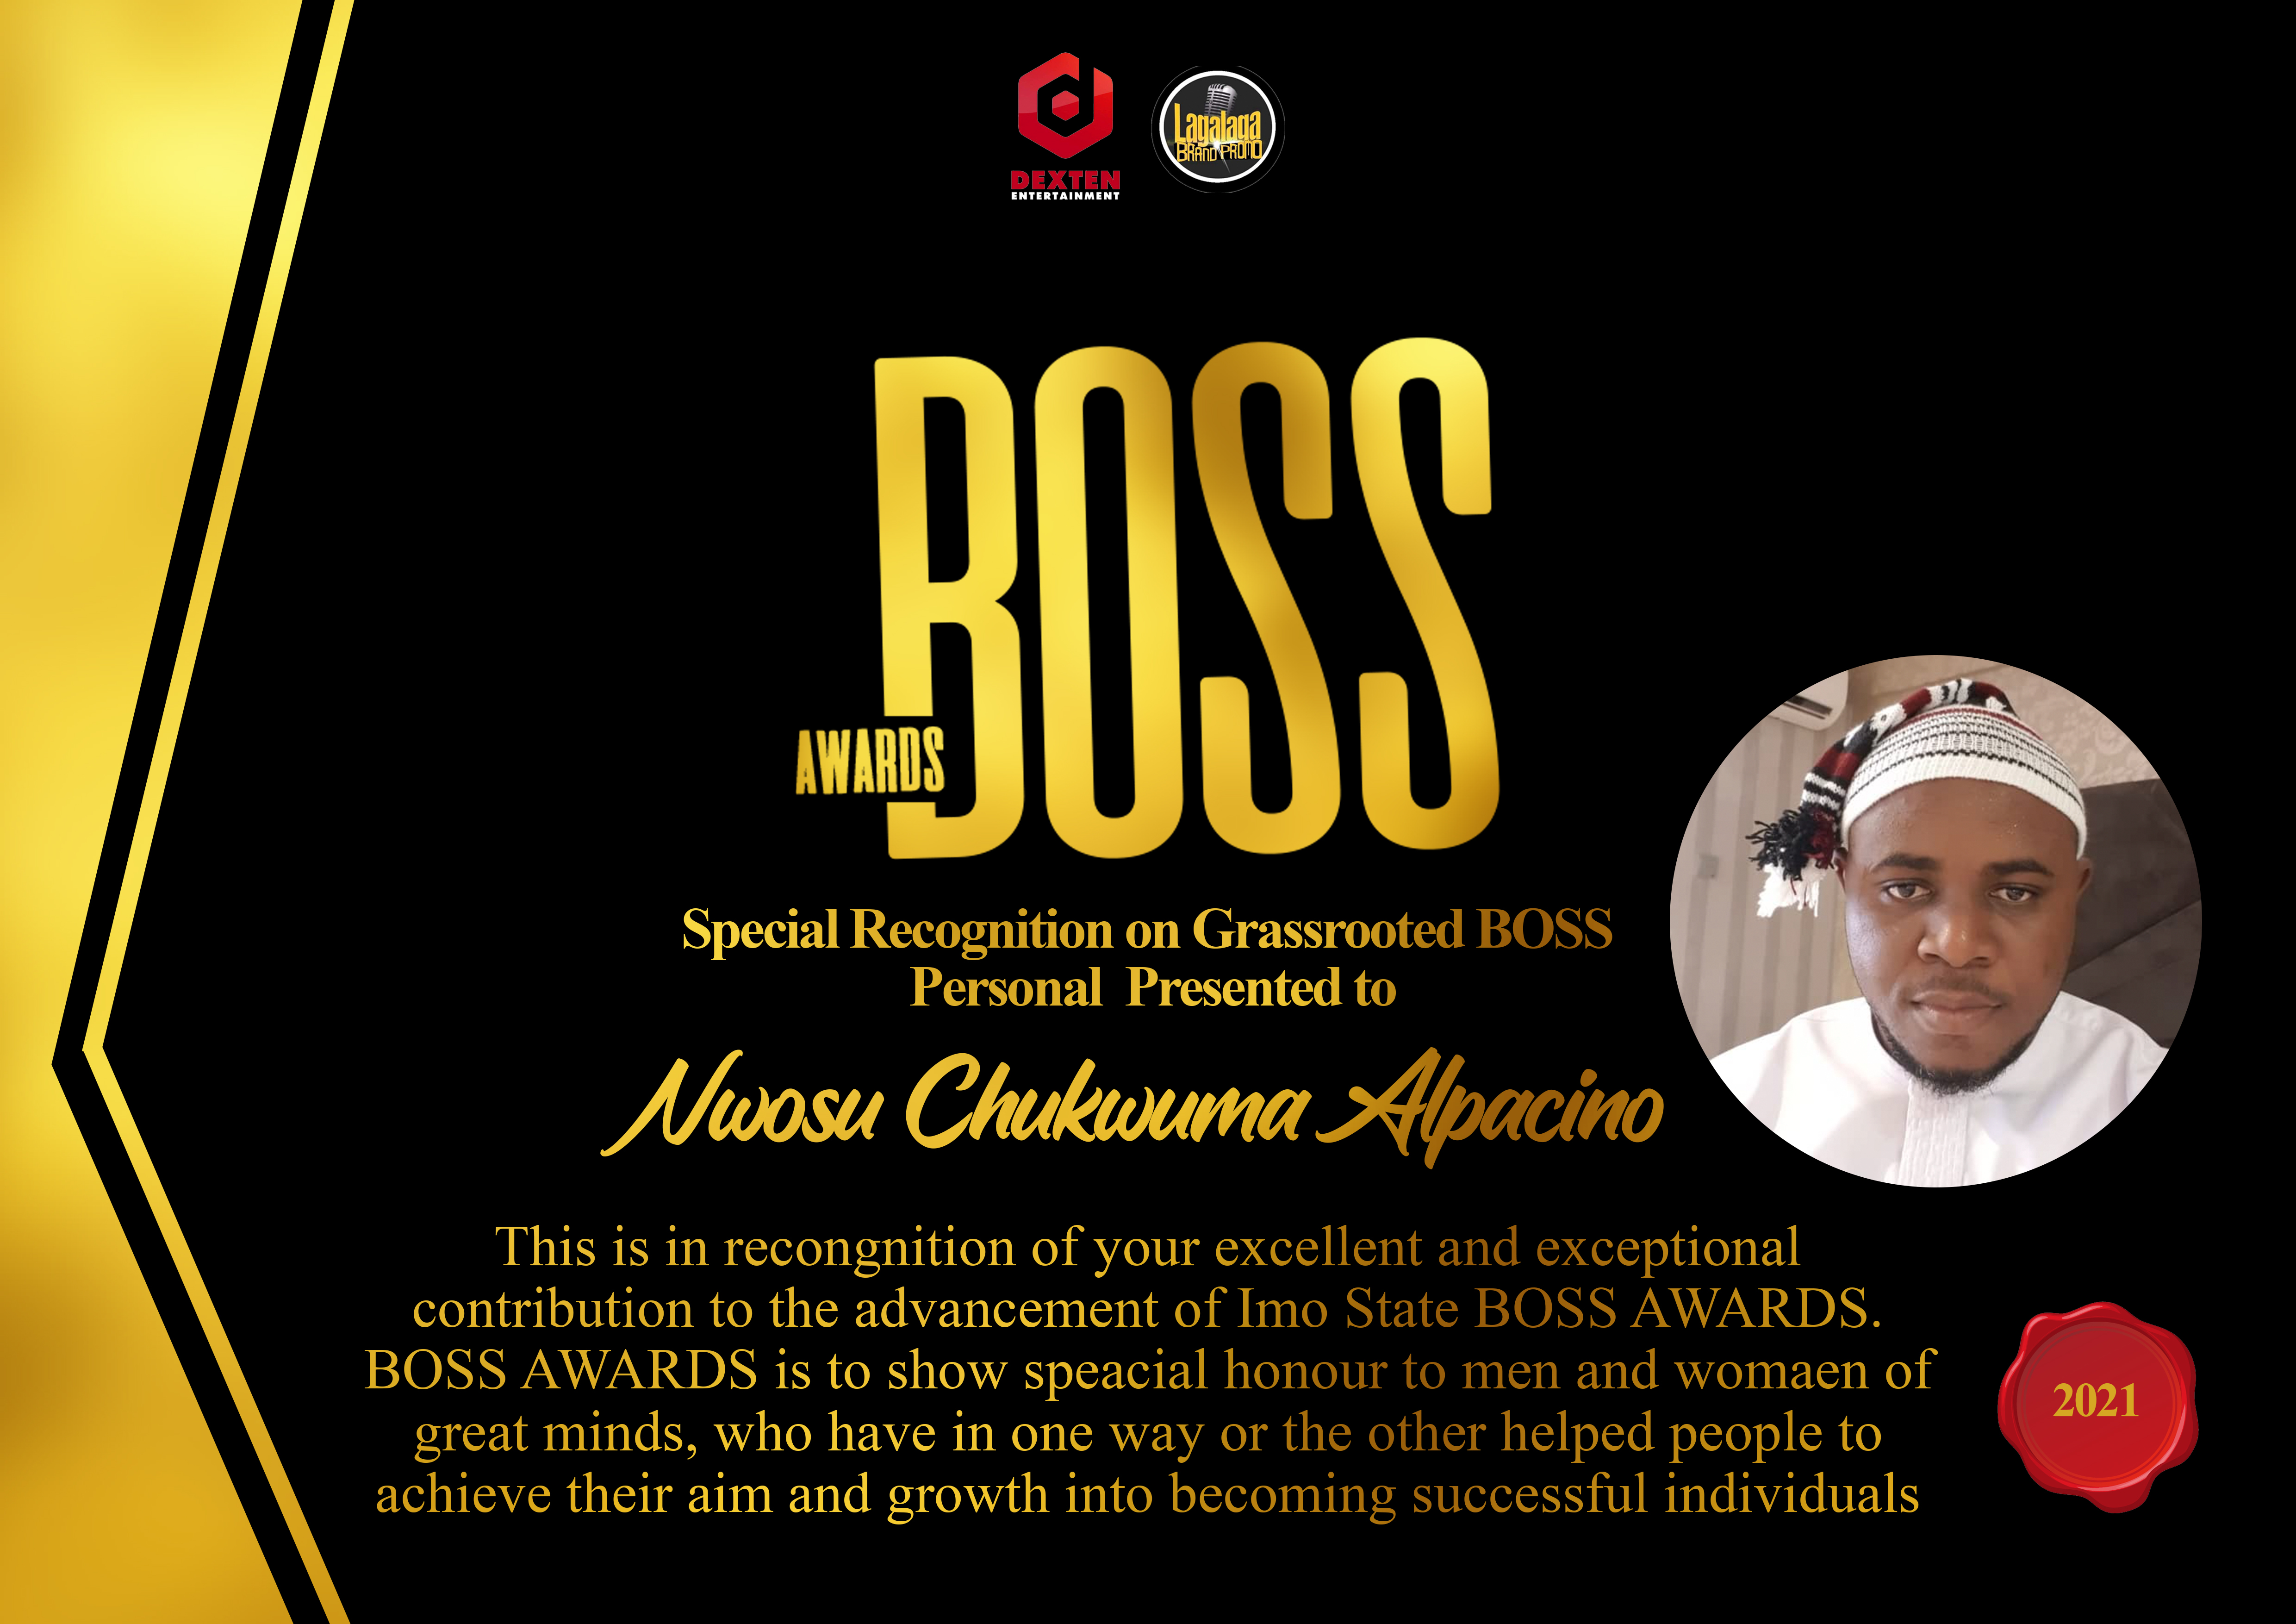 DEXTEN
ENTERTAINMENT
Lagalaga
BRAND PROMO
BOSS
AWARDS
Special Recognition on Grassrooted BOSS
Personal Presented to
Nwosu Chukwuma Alpacino
This is in recongnition of your excellent and exceptional
contribution to the advancement of Imo State BOSS AWARDS.
BOSS AWARDS is to show speacial honour to men and womaen of
great minds, who have in one way or the other helped people to
achieve their aim and growth into becoming successful individuals
2021